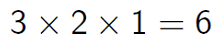 3 × 2 × 1 = 6